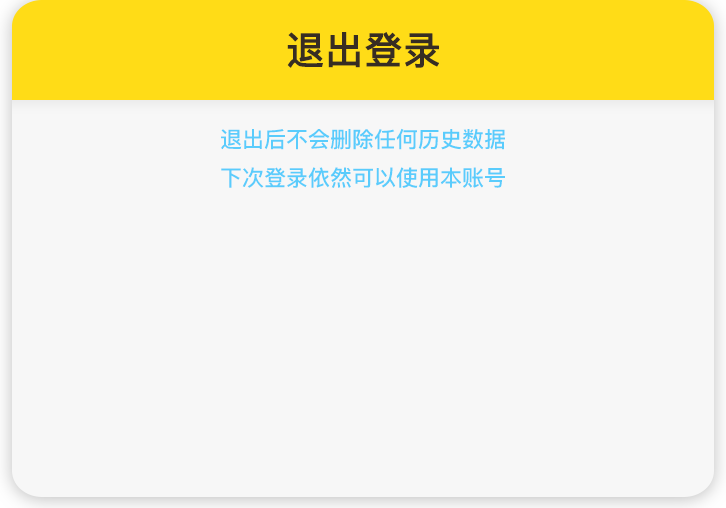 退出登录
退出后不会删除任何历史数据
下次登录依然可以使用本账号